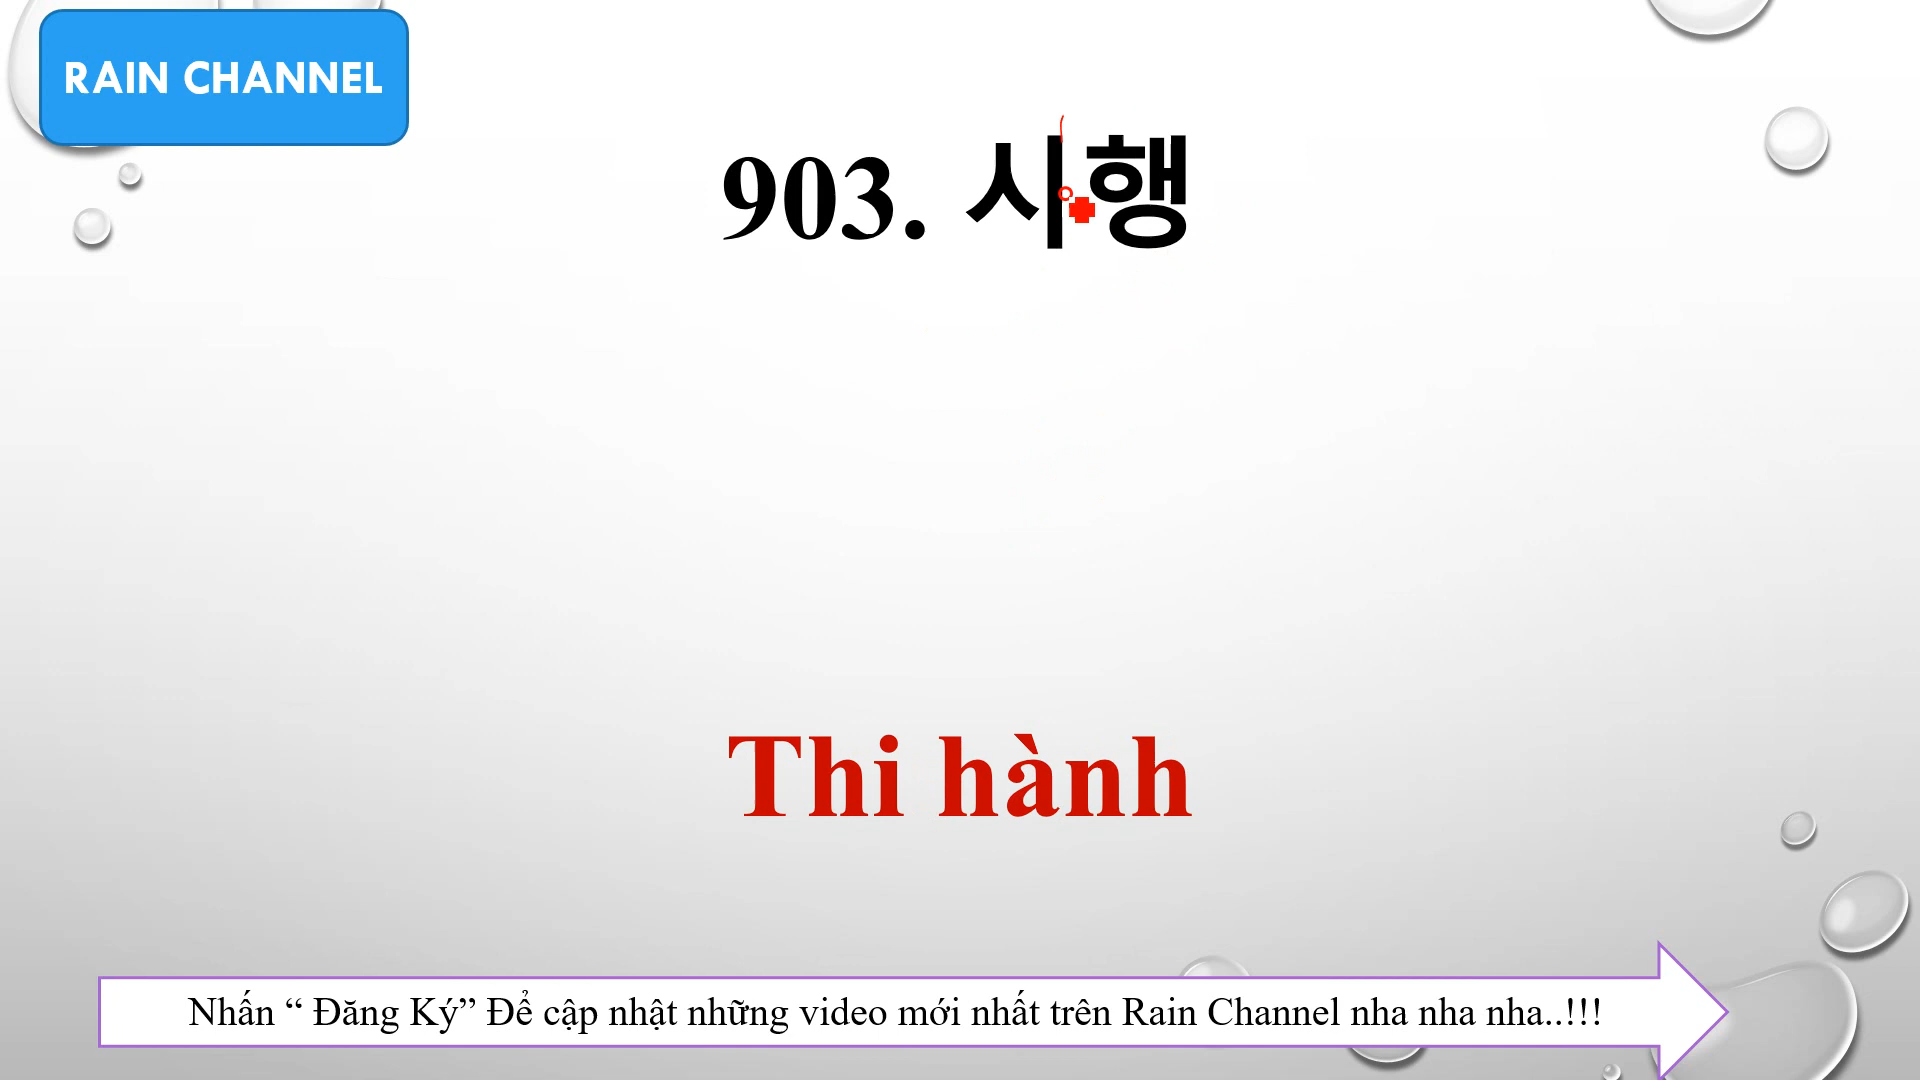 RAIN CHANNEL
903. 시행
Thi hành
Nhấn “ Đăng Ký” Để cập nhật những video mới nhất trên Rain Channel nha nha nha..!!!